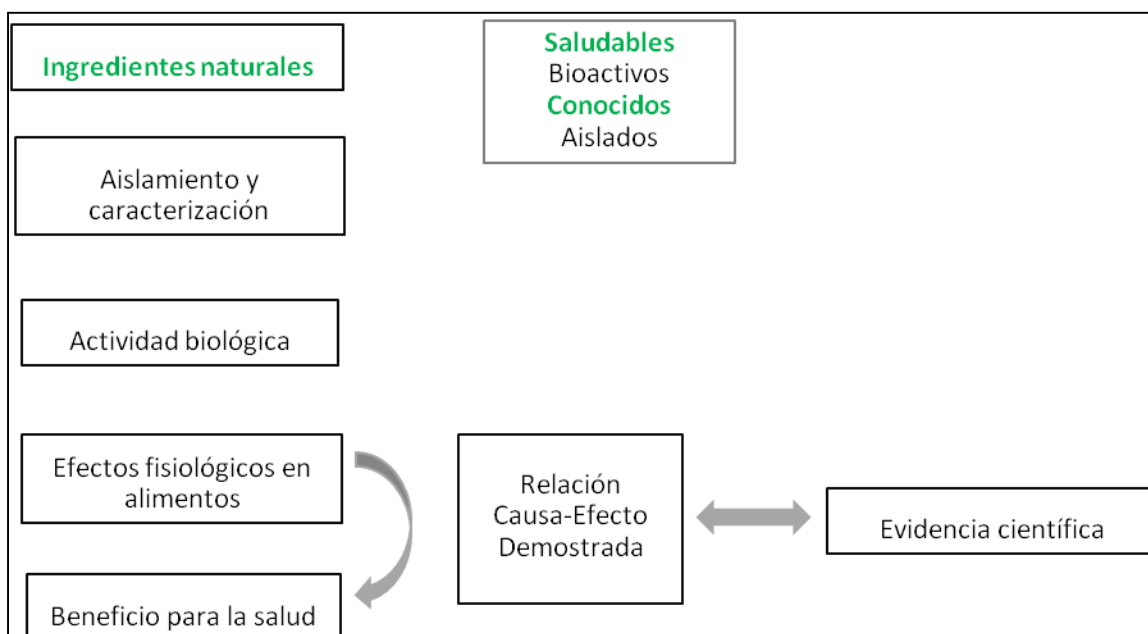 Ingredientes naturales
Saludables
Bioactivos
Conocidos
Aislados
Aislamiento y
caracterización
Actividad biológica
Efectos fisiológicos en
alimentos
Relación
Causa-Efecto
Demostrada
Evidencia científica
Beneficio para la salud